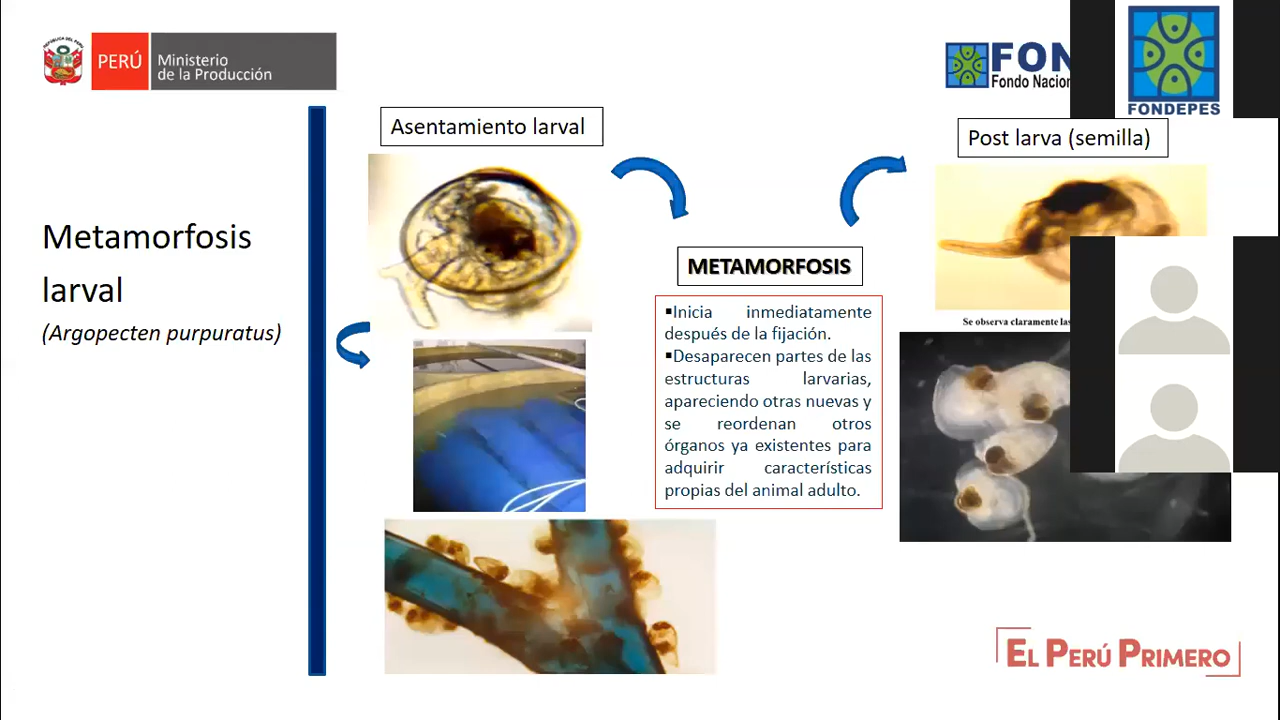 PERÚ
Ministerio
de la Producción
FON
Fondo Nacion
FONDEPES
Metamorfosis
larval
(Argopecten purpuratus)
Asentamiento larval
METAMORFOSIS
▪Inicia inmediatamente
después de la fijación.
▪Desaparecen partes de las
estructuras larvarias,
apareciendo otras nuevas y
se reordenan otros
órganos ya existentes para
adquirir características
propias del animal adulto.
Post larva (semilla)
Se observa claramente las
EL PERÚ PRIMERO